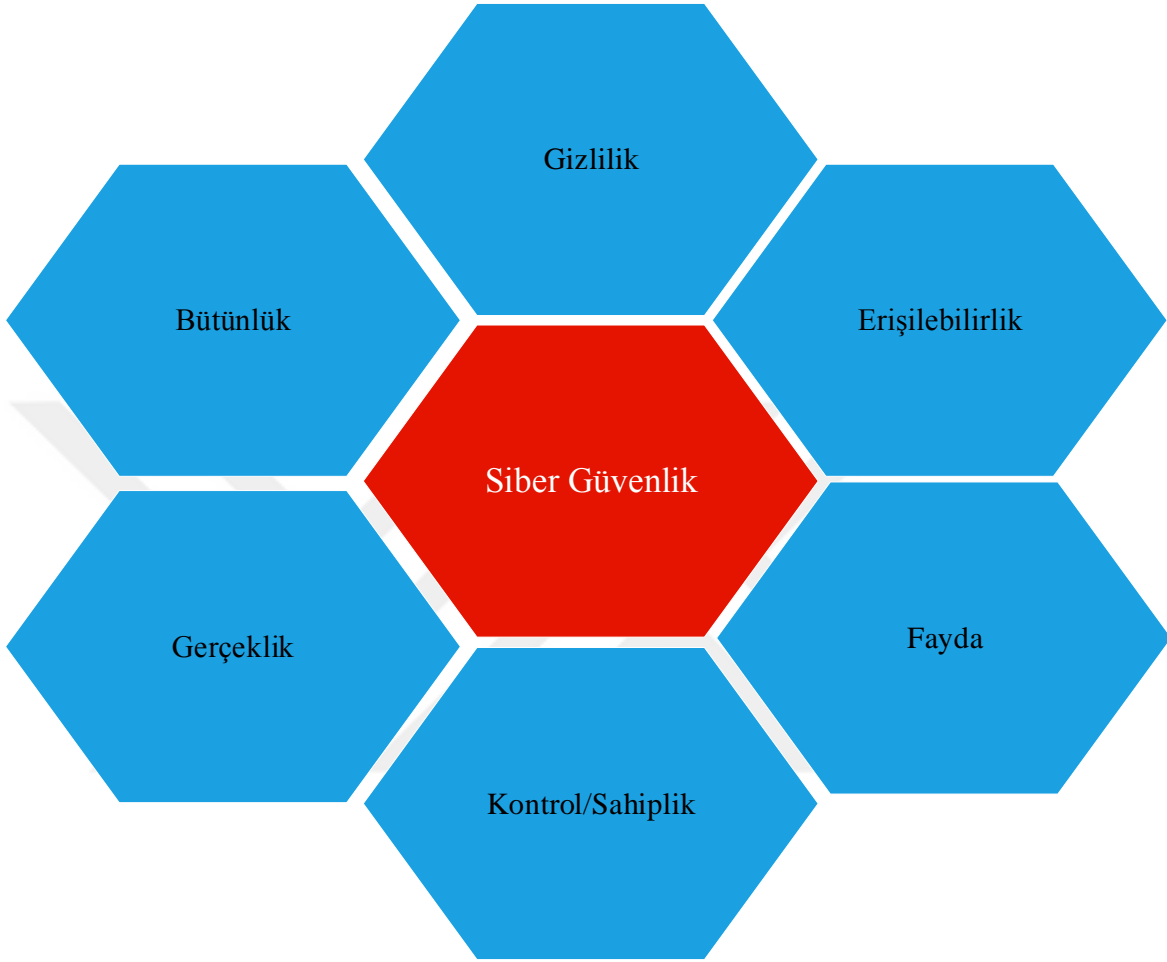 Gizlilik
Bütünlük
Erişilebilirlik
Siber Güvenlik
Gerçeklik
Fayda
Kontrol/Sahiplik